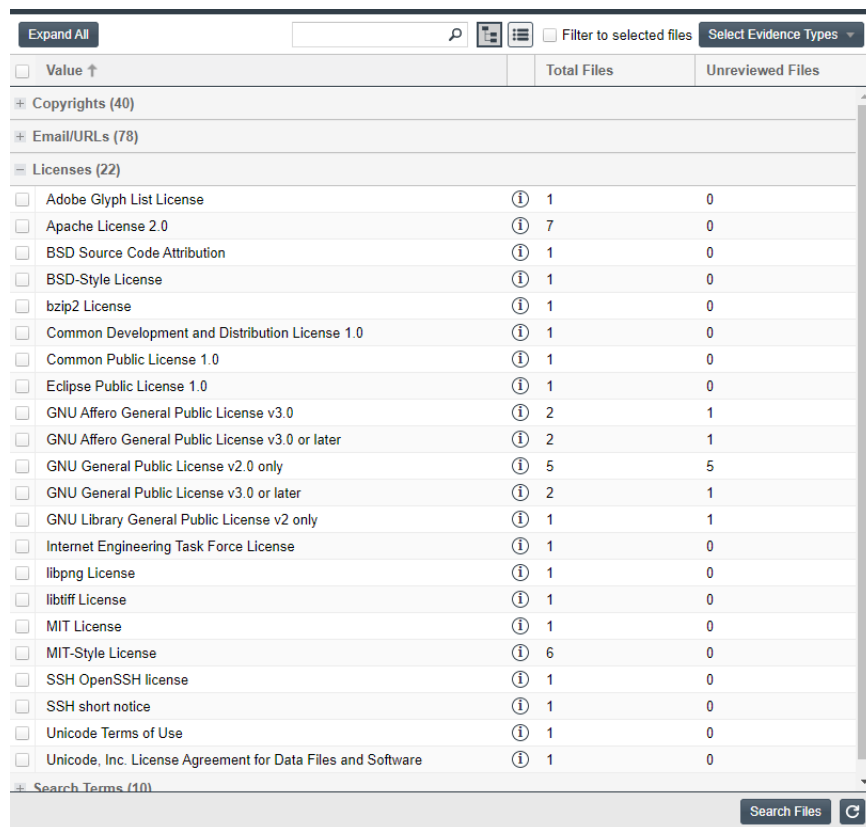 Expand All Filter to selected files Select Evidence Types
Value ↑ Total Files Unreviewed Files
Copyrights (40)
Email/URLs (78)
Licenses (22)
Adobe Glyph List License 1 0
Apache License 2.0 7 0
BSD Source Code Attribution 1 0
BSD-Style License 1 0
bzip2 License 1 0
Common Development and Distribution License 1.0 1 0
Common Public License 1.0 1 0
Eclipse Public License 1.0 1 0
GNU Affero General Public License v3.0 2 1
GNU Affero General Public License v3.0 or later 2 1
GNU General Public License v2.0 only 5 5
GNU General Public License v3.0 or later 2 1
GNU Library General Public License v2 only 1 1
Internet Engineering Task Force License 1 0
libpng License 1 0
libtiff License 1 0
MIT License 1 0
MIT-Style License 6 0
SSH OpenSSH license 1 0
SSH short notice 1 0
Unicode Terms of Use 1 0
Unicode, Inc. License Agreement for Data Files and Software 1 0
Search Terms (10)
Search Files